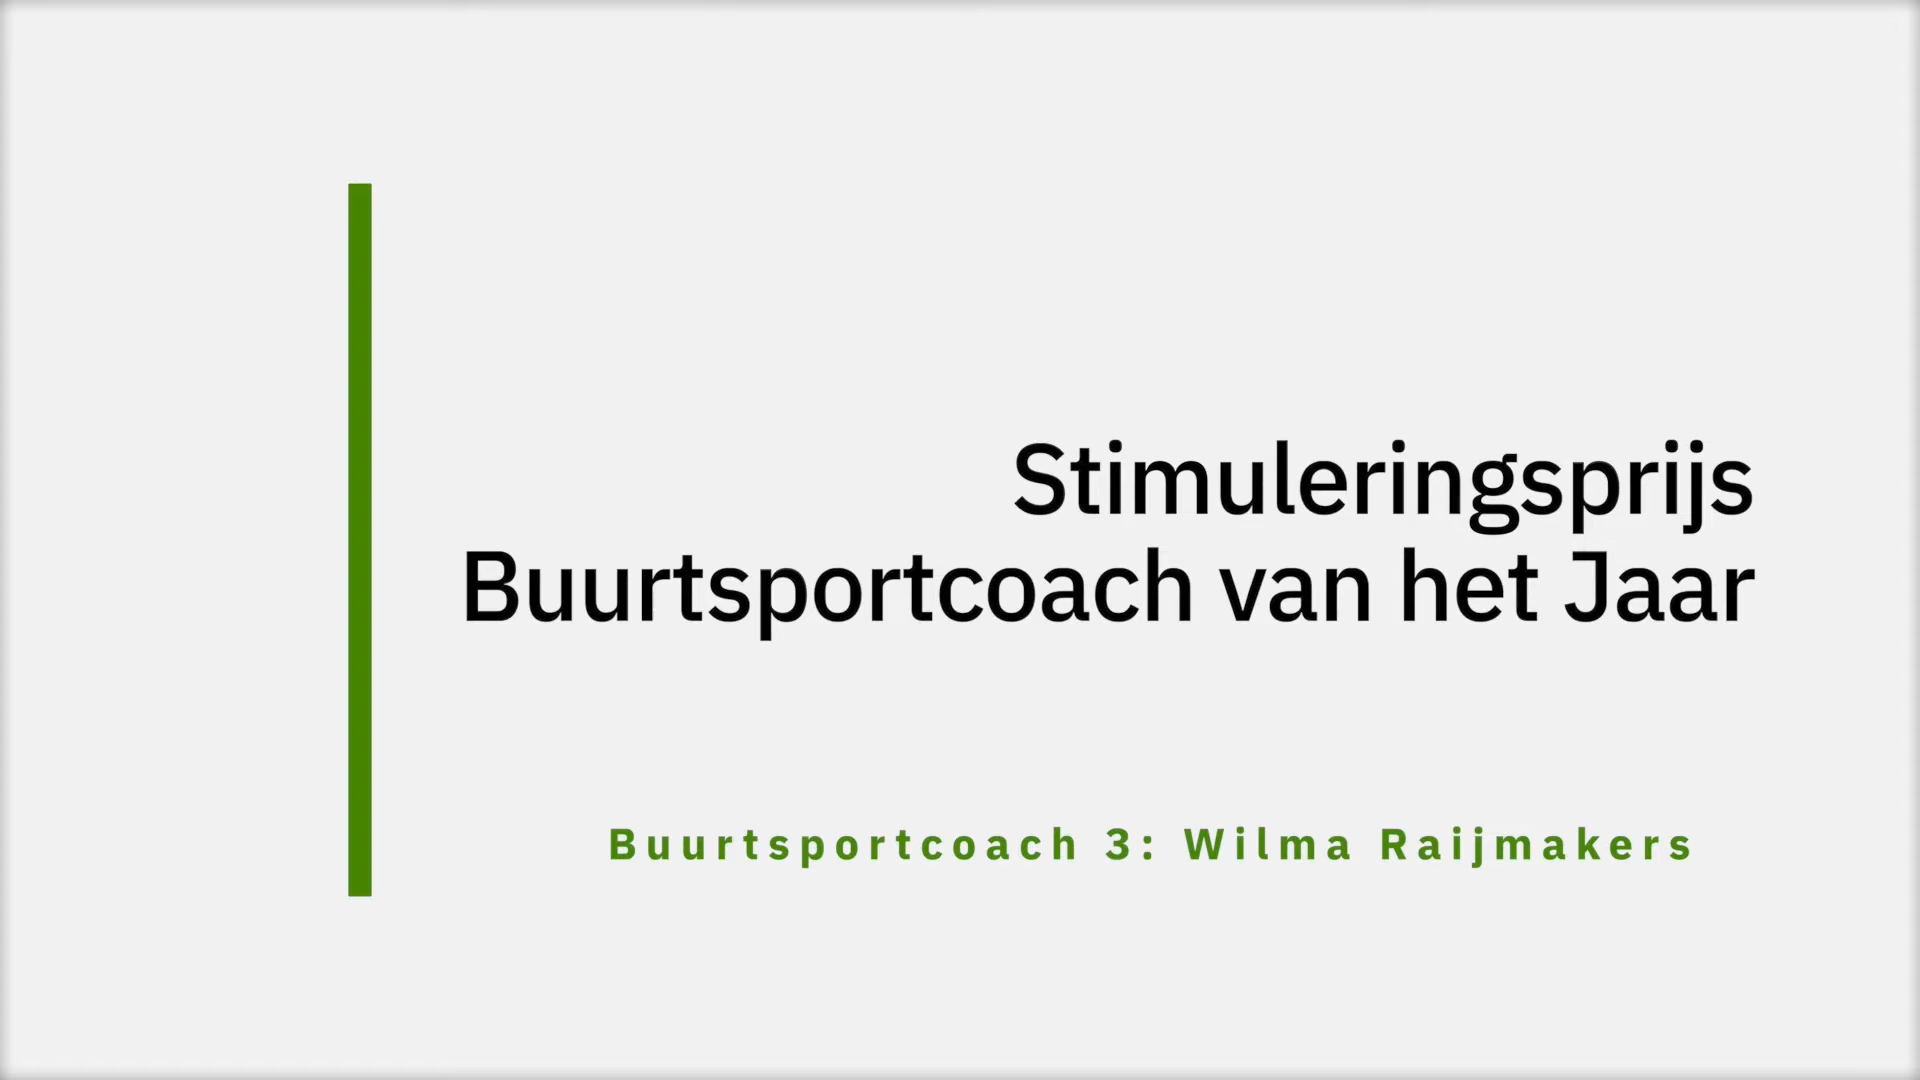 Stimuleringsprijs
Buurtsportcoach van het Jaar
Buurtsportcoach 3: Wilma Raijmakers